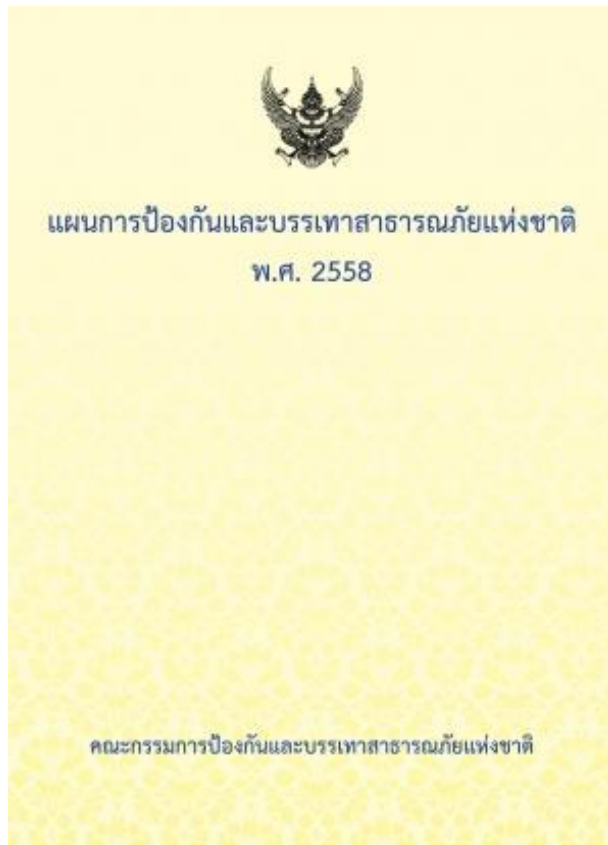 แผนการป้องกันและบรรเทาสาธารณภัยแห่งชาติ
พ.ศ. 2558
คณะกรรมการป้องกันและบรรเทาสาธารณภัยแห่งชาติ